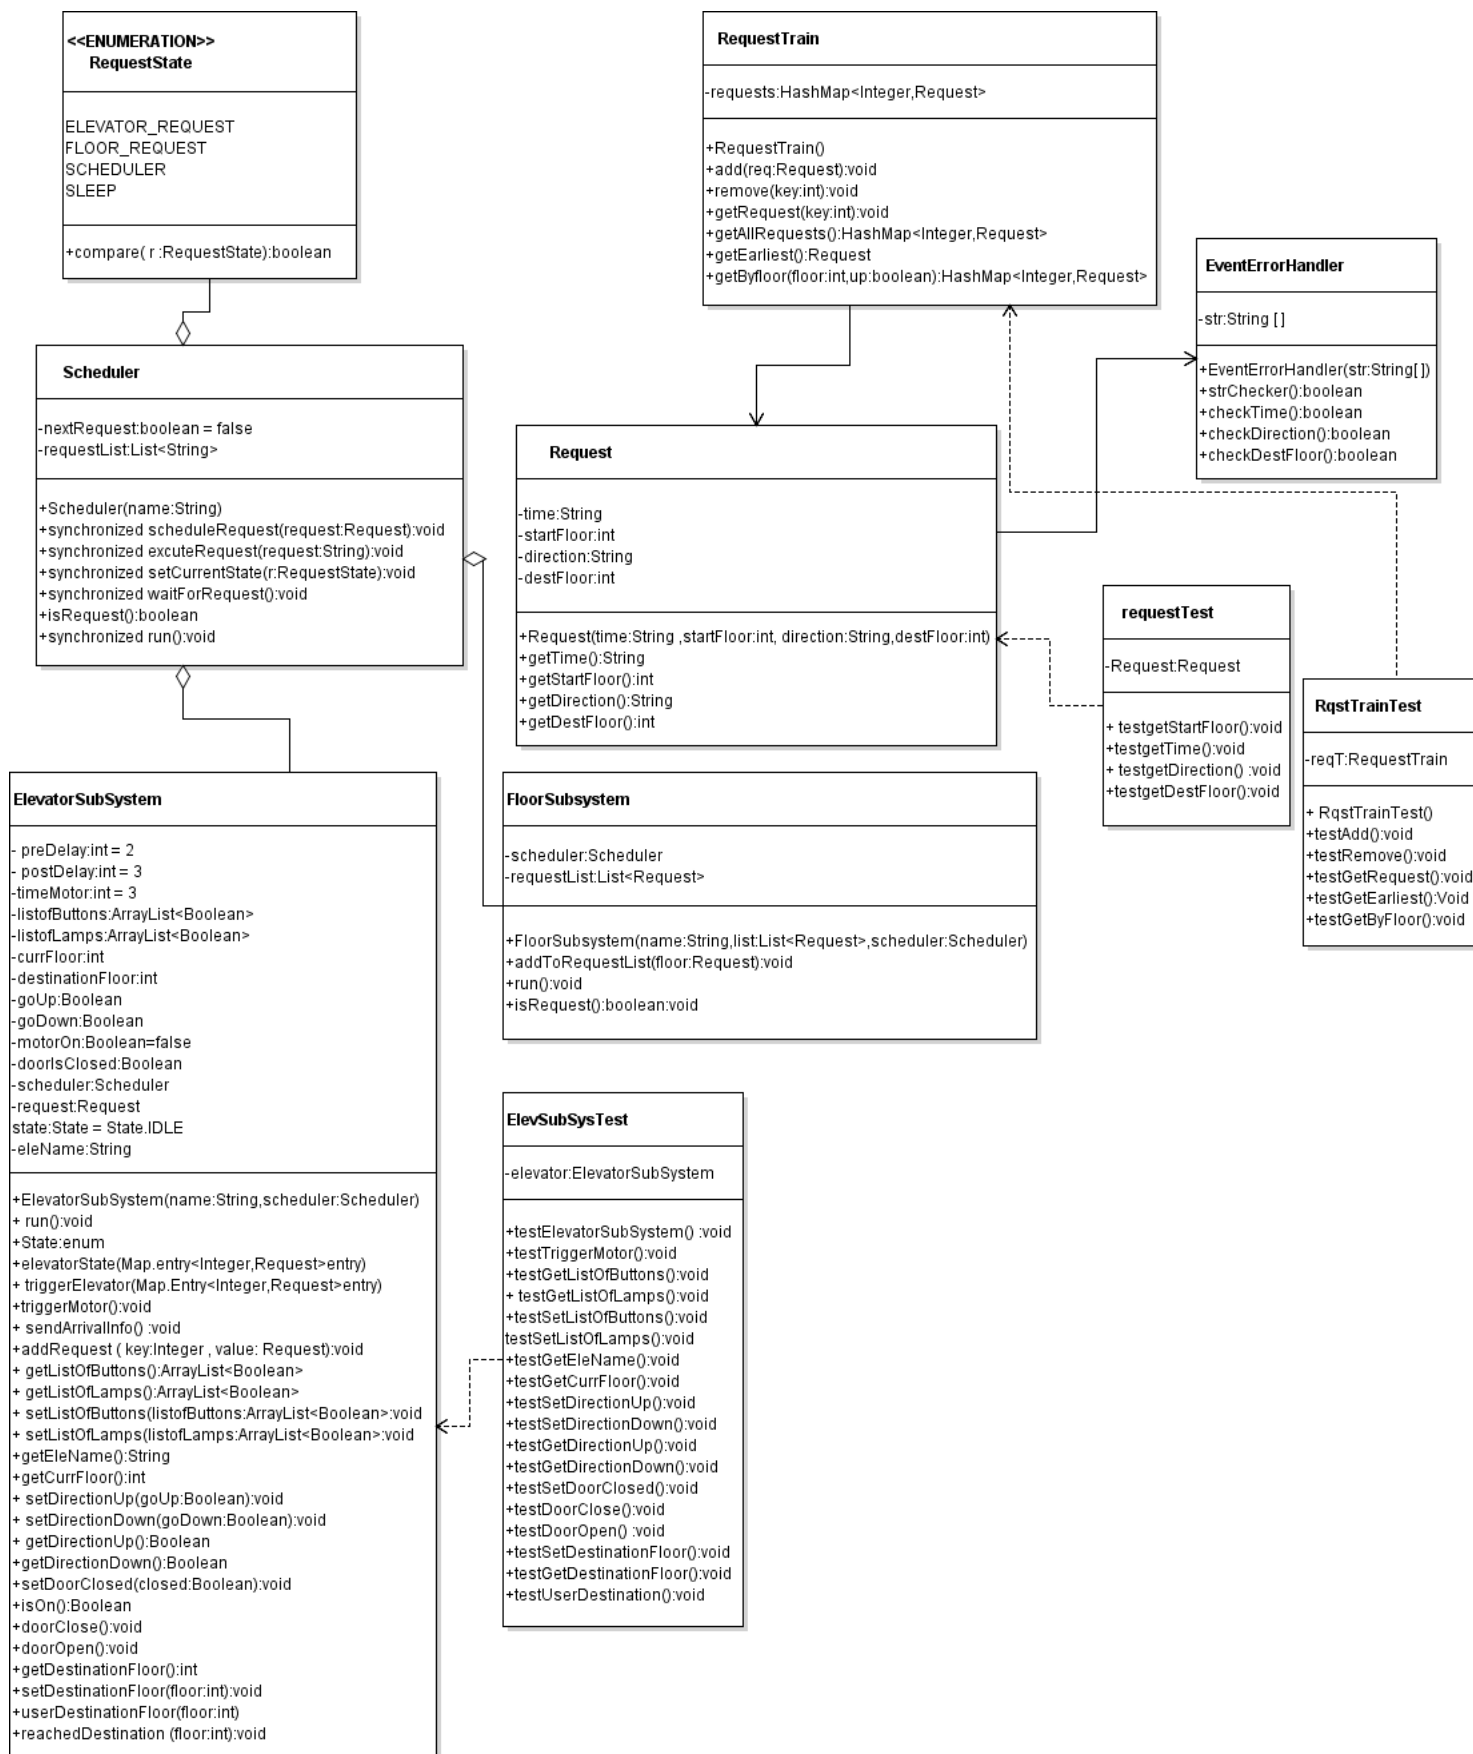 <<ENUMERATION>>
RequestState
ELEVATOR_REQUEST
FLOOR_REQUEST
SCHEDULER
SLEEP
+compare( r :RequestState):boolean
RequestTrain
-requests:HashMap<Integer,Request>
+RequestTrain()
+add(req:Request):void
+remove(key:int):void
+getRequest(key:int):void
+getAllRequests():HashMap<Integer,Request>
+getEarliest():Request
+getByfloor(floor:int,up:boolean):HashMap<Integer,Request>
EventErrorHandler
-str:String [ ]
+EventErrorHandler(str:String[ ])
+strChecker():boolean
+checkTime():boolean
+checkDirection():boolean
+checkDestFloor():boolean
Scheduler
-nextRequest:boolean = false
-requestList:List<String>
+Scheduler(name:String)
+synchronized scheduleRequest(request:Request):void
+synchronized excuteRequest(request:String):void
+synchronized setCurrentState(r:RequestState):void
+synchronized waitForRequest():void
+isRequest():boolean
+synchronized run():void
Request
-time:String
-startFloor:int
-direction:String
-destFloor:int
+Request(time:String ,startFloor:int, direction:String,destFloor:int)
+getTime():String
+getStartFloor():int
+getDirection():String
+getDestFloor():int
requestTest
-Request:Request
+ testgetStartFloor():void
+testgetTime():void
+ testgetDirection() :void
+testgetDestFloor():void
RqstTrainTest
-reqT:RequestTrain
+ RqstTrainTest()
+testAdd():void
+testRemove():void
+testGetRequest():void
+testGetEarliest():Void
+testGetByFloor():void
ElevatorSubSystem
- preDelay:int = 2
- postDelay:int = 3
-timeMotor:int = 3
-listofButtons:ArrayList<Boolean>
-listofLamps:ArrayList<Boolean>
-currFloor:int
-destinationFloor:int
-goUp:Boolean
-goDown:Boolean
-motorOn:Boolean=false
-doorIsClosed:Boolean
-scheduler:Scheduler
-request:Request
state:State = State.IDLE
-eleName:String
+ElevatorSubSystem(name:String,scheduler:Scheduler)
+ run():void
+State:enum
+elevatorState(Map.entry<Integer,Request>entry)
+ triggerElevator(Map.Entry<Integer,Request>entry)
+triggerMotor():void
+ sendArrivalInfo() :void
+addRequest ( key:Integer , value: Request):void
+ getListOfButtons():ArrayList<Boolean>
+ getListOfLamps():ArrayList<Boolean>
+ setListOfButtons(listofButtons:ArrayList<Boolean>:void
+ setListOfLamps(listofLamps:ArrayList<Boolean>:void
+getEleName():String
+getCurrFloor():int
+ setDirectionUp(goUp:Boolean):void
+ setDirectionDown(goDown:Boolean):void
+ getDirectionUp():Boolean
+getDirectionDown():Boolean
+setDoorClosed(closed:Boolean):void
+isOn():Boolean
+doorClose():void
+doorOpen():void
+getDestinationFloor():int
+setDestinationFloor(floor:int):void
+userDestinationFloor(floor:int)
+reachedDestination (floor:int):void
FloorSubsystem
-scheduler:Scheduler
-requestList:List<Request>
+FloorSubsystem(name:String,list:List<Request>,scheduler:Scheduler)
+addToRequestList(floor:Request):void
+run():void
+isRequest():boolean:void
ElevSubSysTest
-elevator:ElevatorSubSystem
+testElevatorSubSystem() :void
+testTriggerMotor():void
+testGetListOfButtons():void
+ testGetListOfLamps():void
+testSetListOfButtons():void
testSetListOfLamps():void
+testGetEleName():void
+testGetCurrFloor():void
+testSetDirectionUp():void
+testSetDirectionDown():void
+testGetDirectionUp():void
+testGetDirectionDown():void
+testSetDoorClosed():void
+testDoorClose():void
+testDoorOpen() :void
+testSetDestinationFloor():void
+testGetDestinationFloor():void
+testUserDestination():void